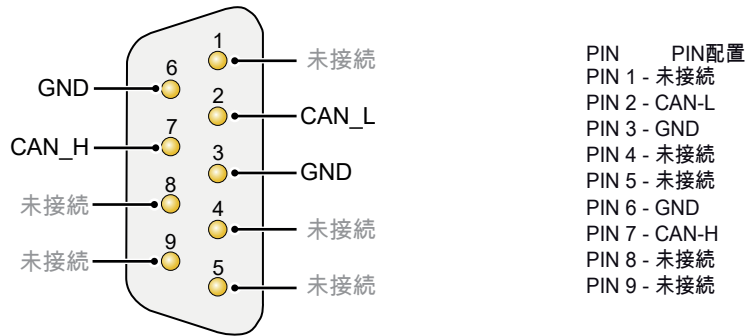 1
未接続
6
GND
2
CAN_L
7
CAN_H
3
GND
8
未接続
4
未接続
9
未接続
5
未接続
PIN PIN配置
PIN 1 - 未接続
PIN 2 - CAN-L
PIN 3 - GND
PIN 4 - 未接続
PIN 5 - 未接続
PIN 6 - GND
PIN 7 - CAN-H
PIN 8 - 未接続
PIN 9 - 未接続